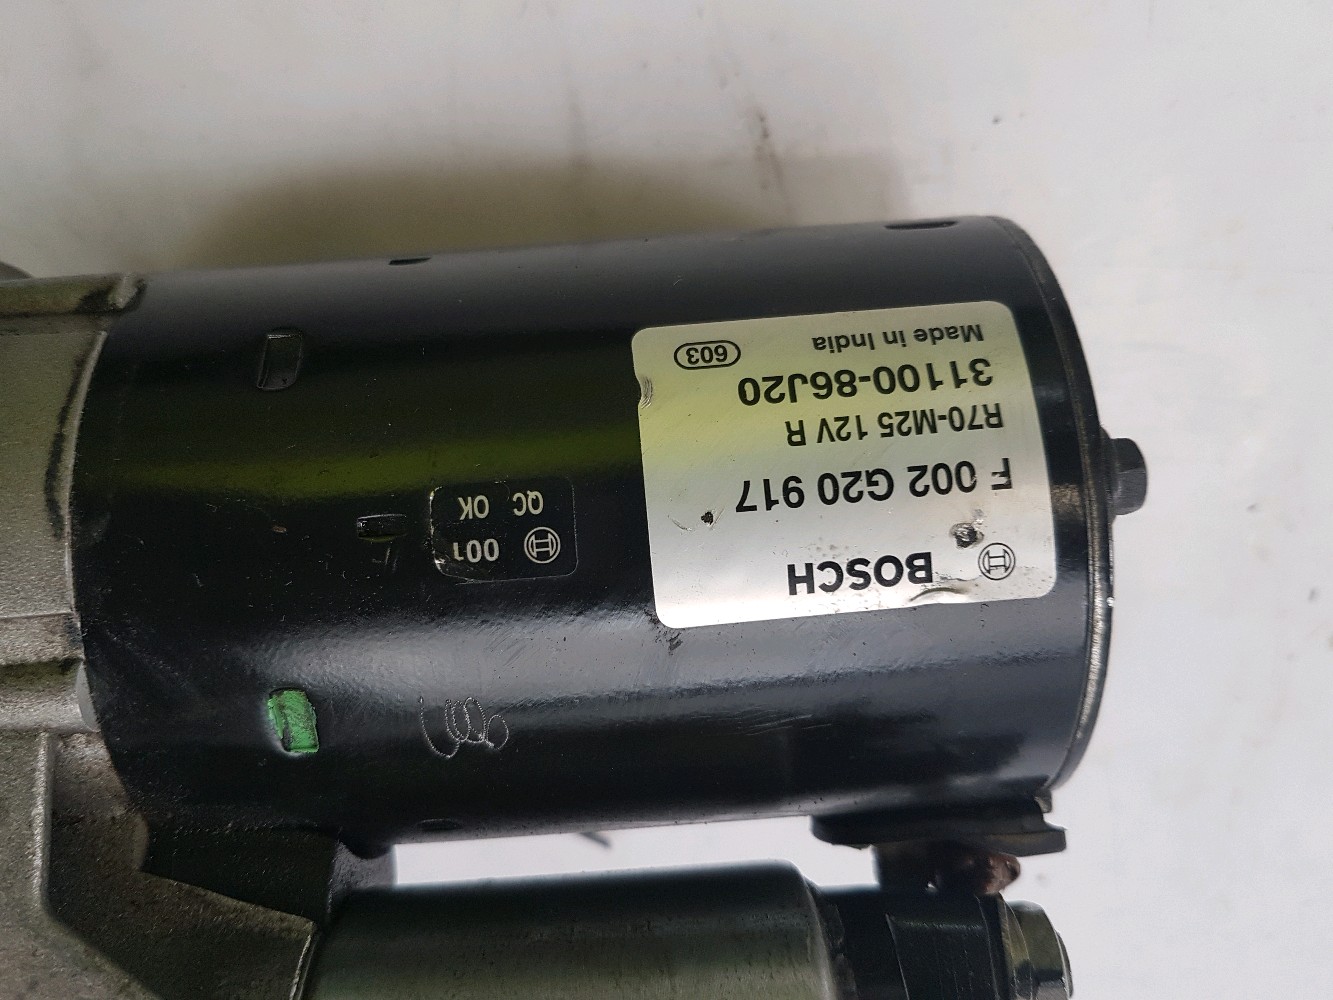 BOSCH
F 002 G20 917
R70-M25 12V R
31100-86J20
Made in India 603
001
QC OK